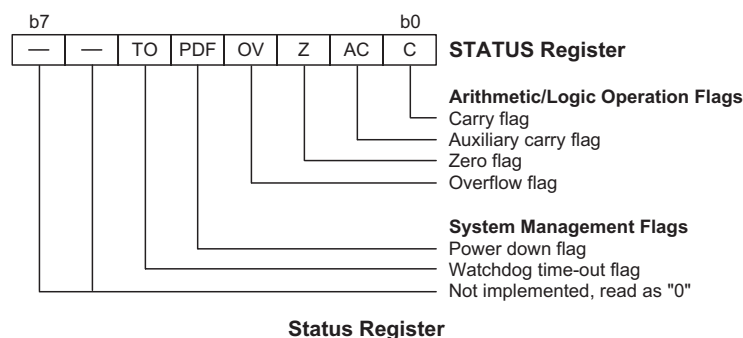 b7 b0
— — TO PDF OV Z AC C STATUS Register
Arithmetic/Logic Operation Flags
Carry flag
Auxiliary carry flag
Zero flag
Overflow flag
System Management Flags
Power down flag
Watchdog time-out flag
Not implemented, read as "0"
Status Register